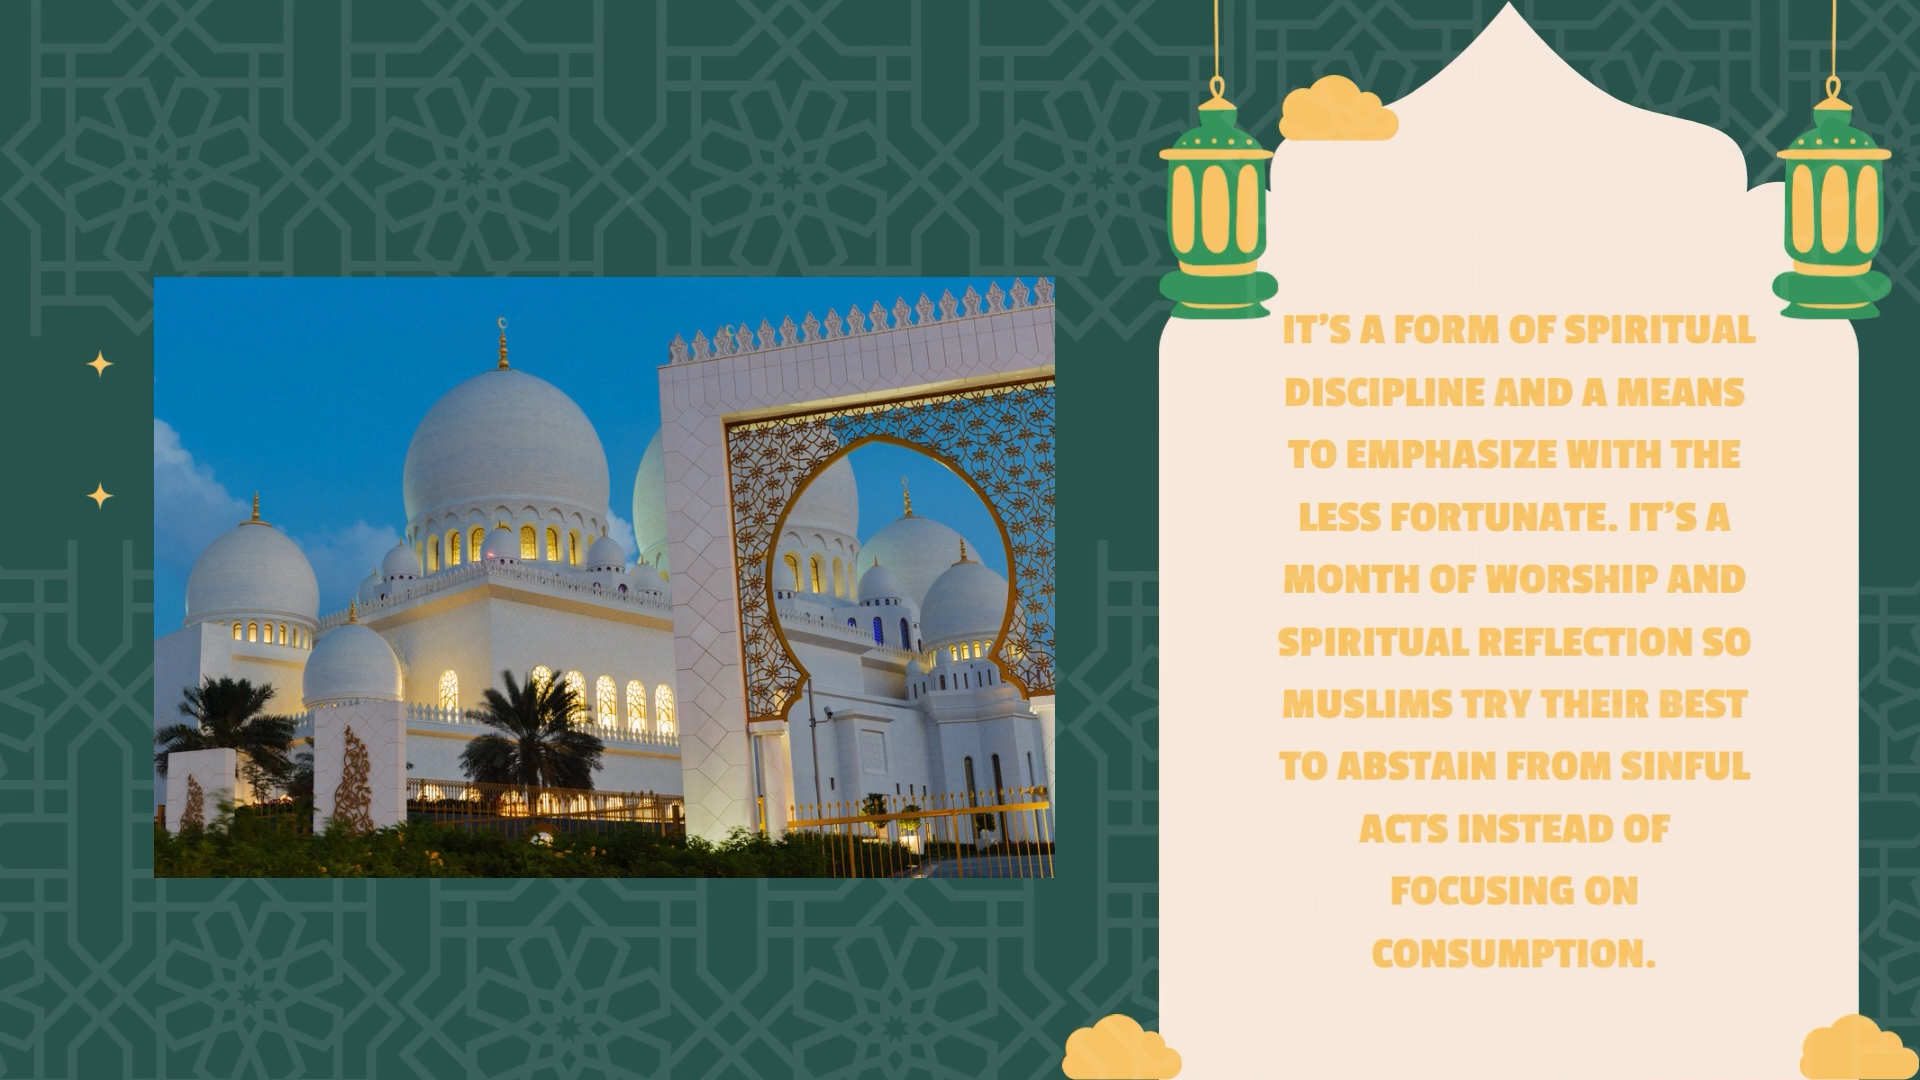 IT'S A FORM OF SPIRITUAL
DISCIPLINE AND A MEANS
TO EMPHASIZE WITH THE
LESS FORTUNATE. IT'S A
MONTH OF WORSHIP AND
SPIRITUAL REFLECTION SO
MUSLIMS TRY THEIR BEST
TO ABSTAIN FROM SINFUL
ACTS INSTEAD OF
FOCUSING ON
CONSUMPTION.